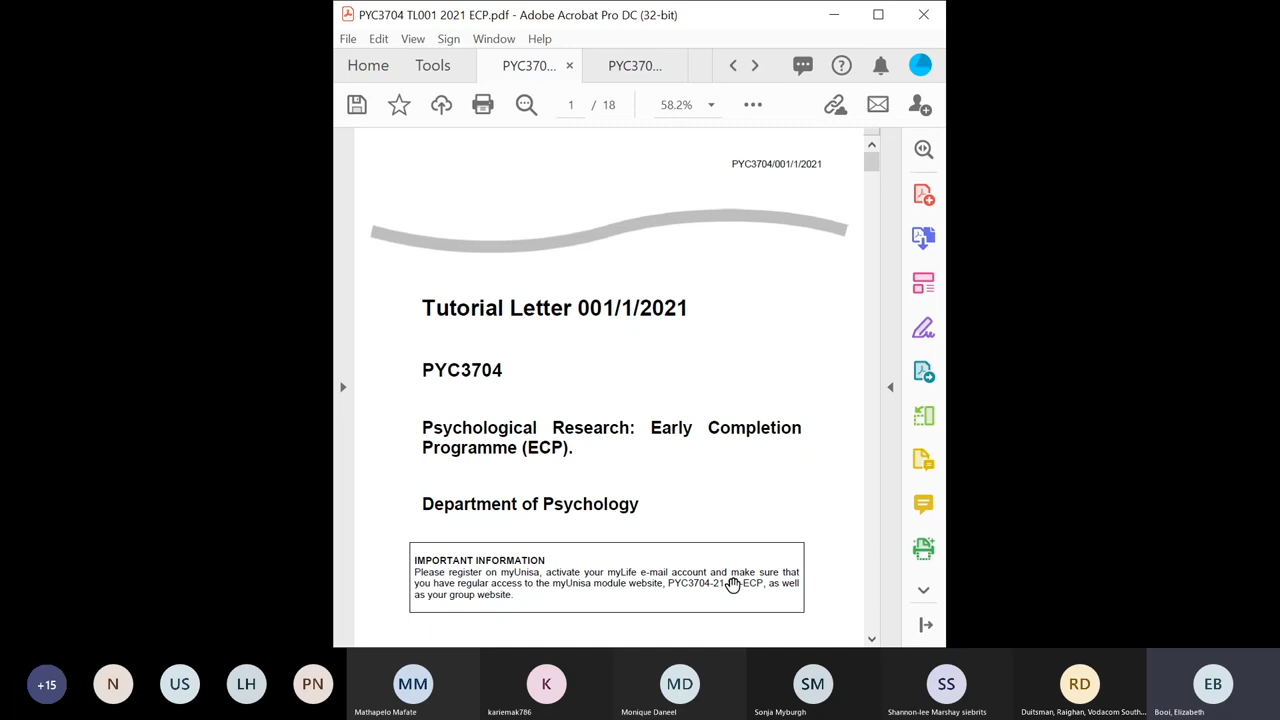 PYC3704 TL001 2021 ECP.pdf - Adobe Acrobat Pro DC (32-bit)
File Edit View Sign Window Help
Home Tools PYC370... × PYC370...
1 / 18 58.2%
PYC3704/001/1/2021
Tutorial Letter 001/1/2021
PYC3704
Psychological Research: Early Completion
Programme (ECP).
Department of Psychology
IMPORTANT INFORMATION
Please register on myUnisa, activate your myLife e-mail account and make sure that
you have regular access to the myUnisa module website, PYC3704-21 -ECP, as well
as your group website.
+15 N US LH PN MM K MD SM SS RD EB
Mathapelo Mafate kariemak786 Monique Daneel Sonja Myburgh Shannon-lee Marshay siebrits Duitsman, Raighan, Vodacom South... Booi, Elizabeth